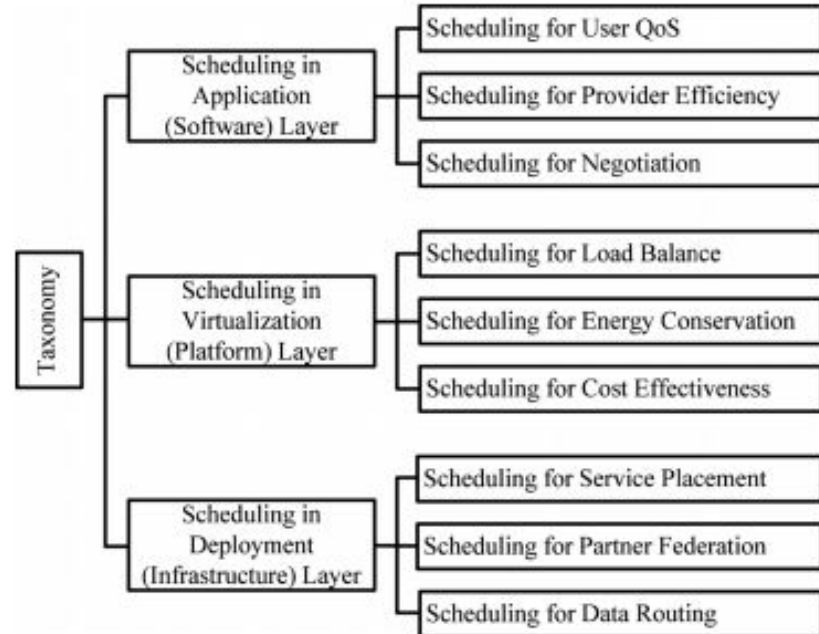 Taxonomy
Scheduling in
Application
(Software) Layer
Scheduling for User QoS
Scheduling for Provider Efficiency
Scheduling for Negotiation
Scheduling in
Virtualization
(Platform) Layer
Scheduling for Load Balance
Scheduling for Energy Conservation
Scheduling for Cost Effectiveness
Scheduling in
Deployment
(Infrastructure) Layer
Scheduling for Service Placement
Scheduling for Partner Federation
Scheduling for Data Routing